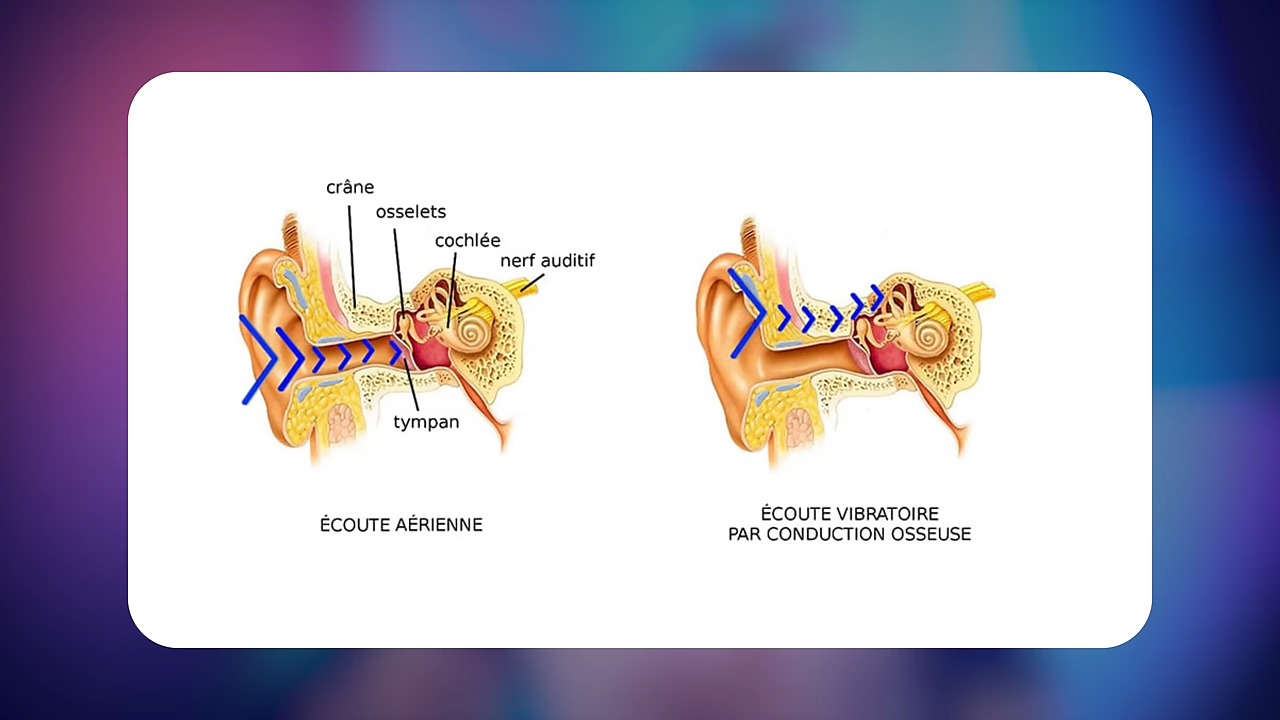 crâne
osselets
cochlée
nerf auditif
tympan
ÉCOUTE AÉRIENNE
ÉCOUTE VIBRATOIRE
PAR CONDUCTION OSSEUSE